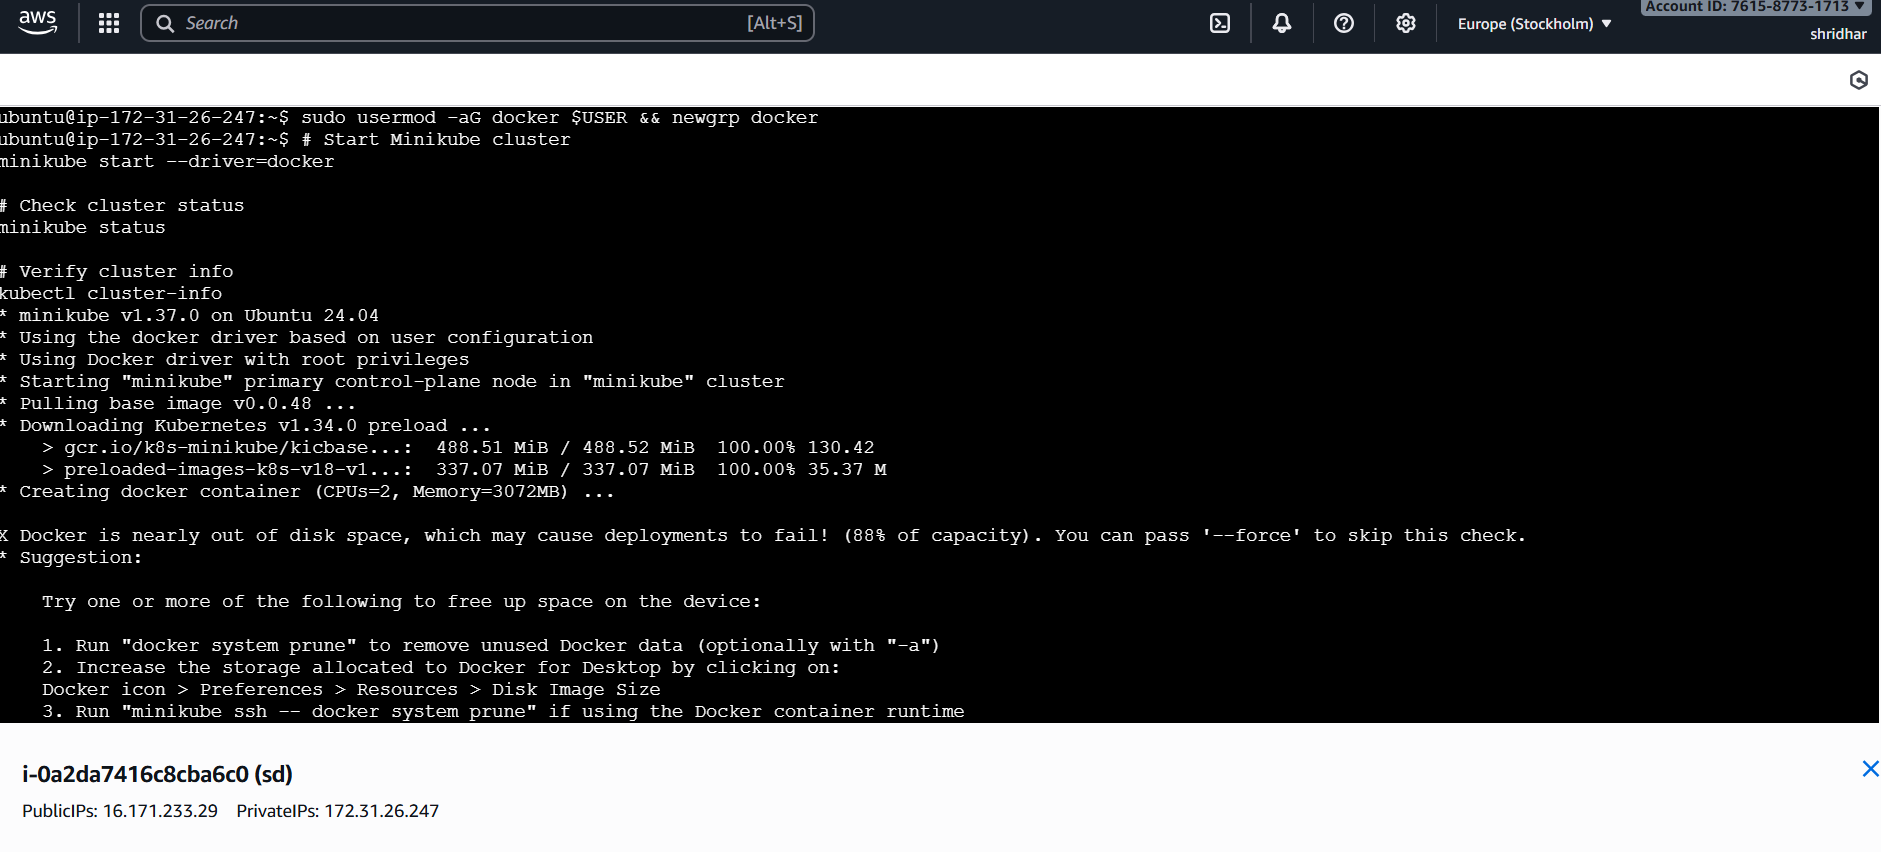 aws
Search [Alt+S]
Europe (Stockholm) ▼
Account ID: 7615-8773-1713 ▼
shridhar
ubuntu@ip-172-31-26-247:~$ sudo usermod -aG docker $USER && newgrp docker
ubuntu@ip-172-31-26-247:~$ # Start Minikube cluster
minikube start --driver=docker
# Check cluster status
minikube status
# Verify cluster info
kubectl cluster-info
* minikube v1.37.0 on Ubuntu 24.04
* Using the docker driver based on user configuration
* Using Docker driver with root privileges
* Starting "minikube" primary control-plane node in "minikube" cluster
* Pulling base image v0.0.48 ...
* Downloading Kubernetes v1.34.0 preload ...
    > gcr.io/k8s-minikube/kicbase...:  488.51 MiB / 488.52 MiB  100.00% 130.42
    > preloaded-images-k8s-v18-v1...:  337.07 MiB / 337.07 MiB  100.00% 35.37 M
* Creating docker container (CPUs=2, Memory=3072MB) ...
X Docker is nearly out of disk space, which may cause deployments to fail! (88% of capacity). You can pass '--force' to skip this check.
* Suggestion:
    Try one or more of the following to free up space on the device:
    1. Run "docker system prune" to remove unused Docker data (optionally with "-a")
    2. Increase the storage allocated to Docker for Desktop by clicking on:
    Docker icon > Preferences > Resources > Disk Image Size
    3. Run "minikube ssh -- docker system prune" if using the Docker container runtime
i-0a2da7416c8cba6c0 (sd)
PublicIPs: 16.171.233.29 PrivateIPs: 172.31.26.247